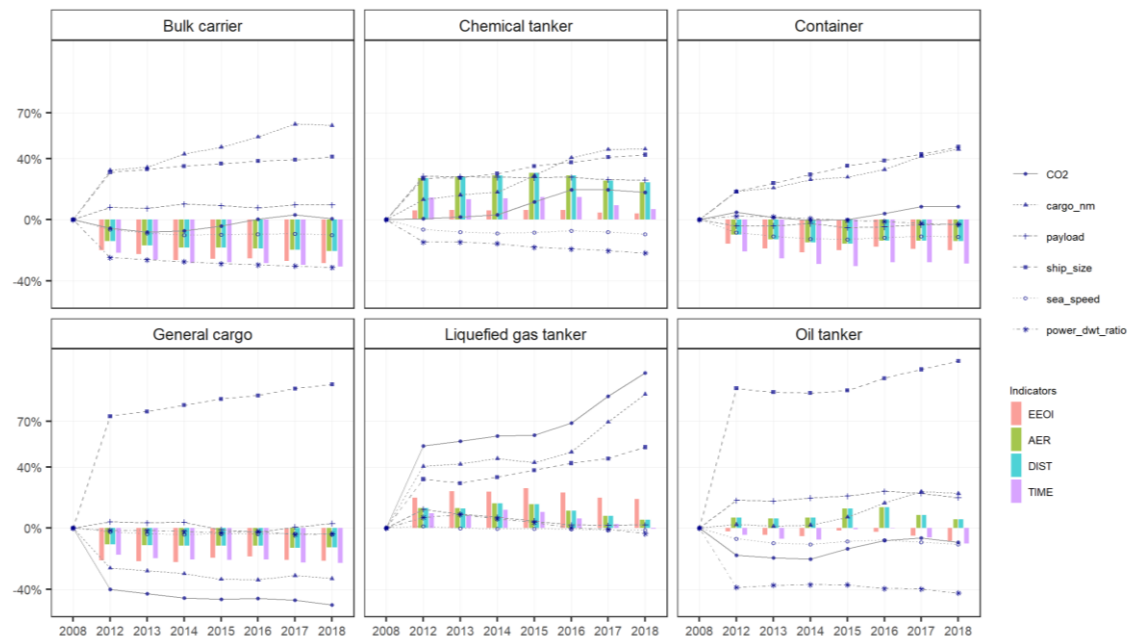 Bulk carrier
Chemical tanker
Container
70%
40%
0%
-40%
General cargo
Liquefied gas tanker
Oil tanker
70%
40%
0%
-40%
2008 2012 2013 2014 2015 2016 2017 2018
2008 2012 2013 2014 2015 2016 2017 2018
2008 2012 2013 2014 2015 2016 2017 2018
CO2
cargo_nm
payload
ship_size
sea_speed
power_dwt_ratio
Indicators
EEOI
AER
DIST
TIME